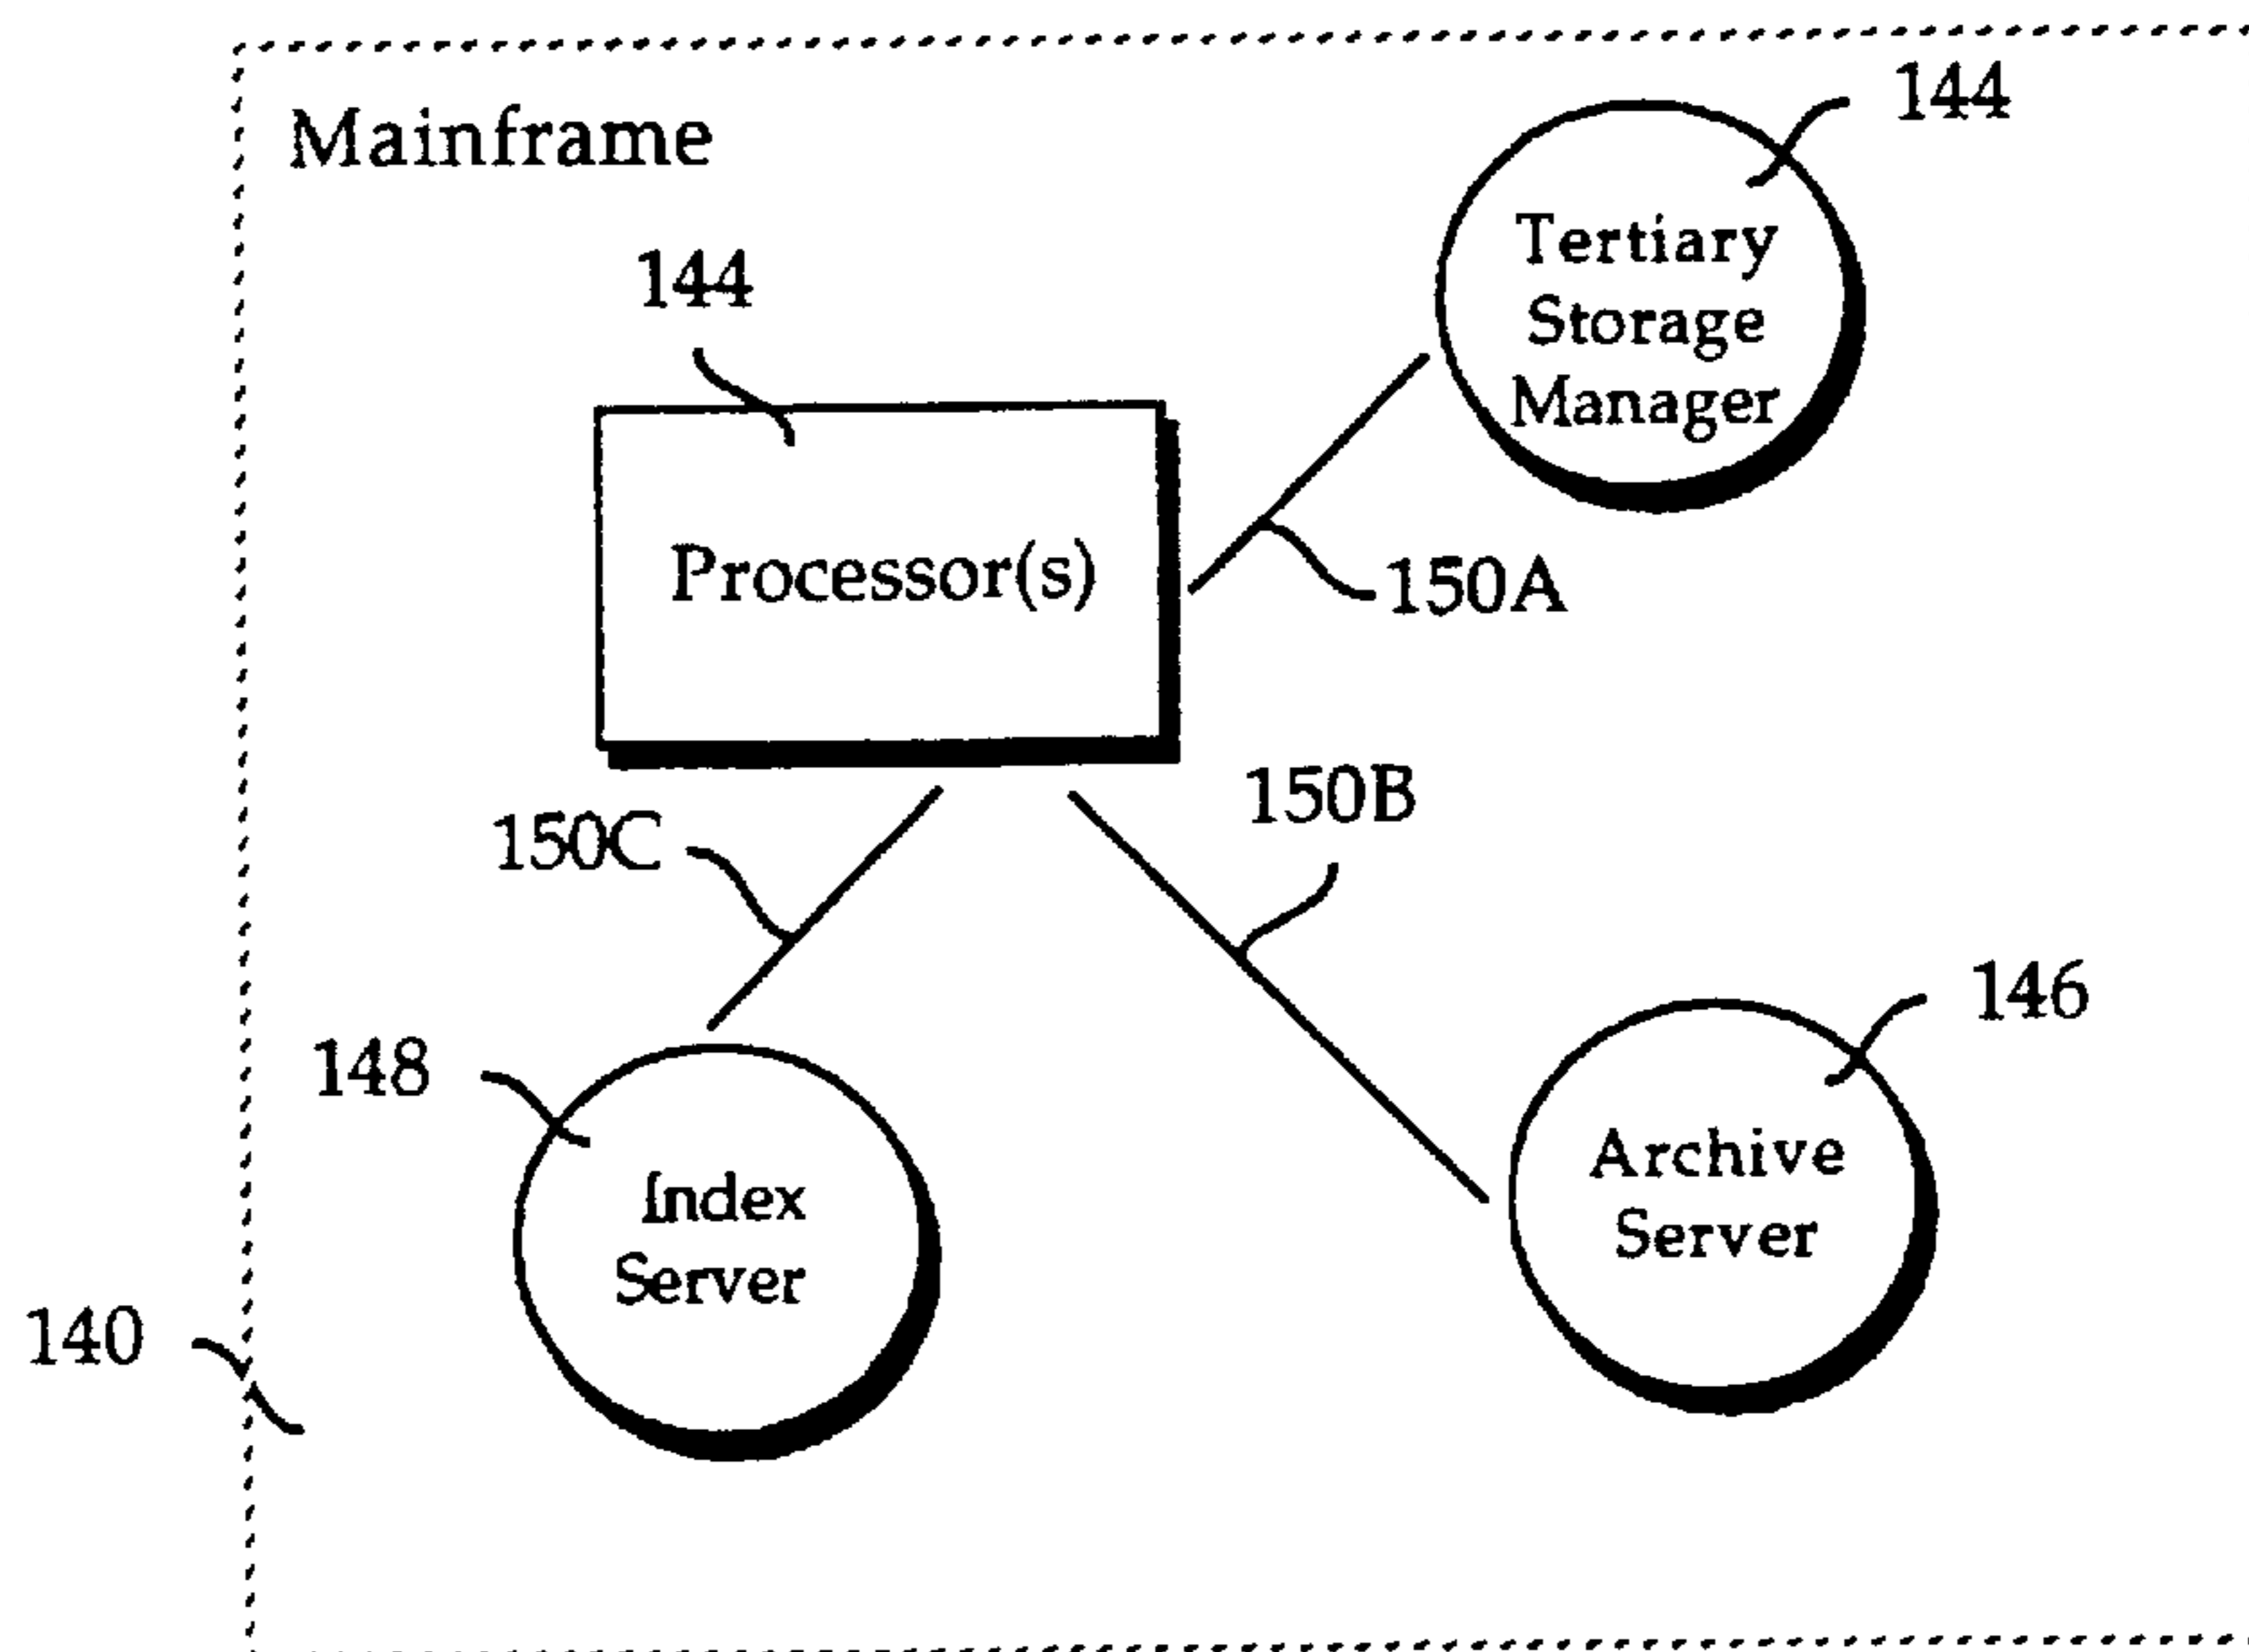 Mainframe
144
144
Tertiary
Storage
Manager
Processor(s)
150A
150B
150C
146
148
Archive
Server
Index
Server
140